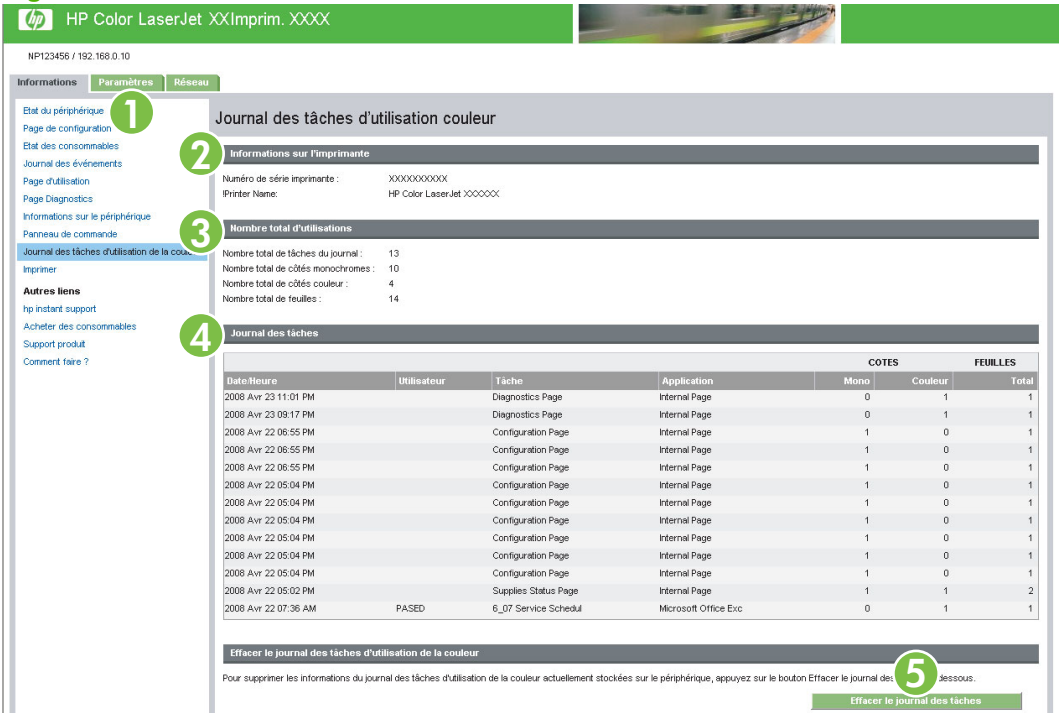 hp HP Color LaserJet XXImprim. XXXX
NP123456 / 192.168.0.10
Informations Paramètres Réseau
Etat du périphérique
1
Page de configuration
Etat des consommables
Journal des événements
Page d'utilisation
Page Diagnostics
Informations sur le périphérique
Panneau de commande
Journal des tâches d'utilisation de la
Imprimer
Autres liens
hp instant support
Acheter des consommables
Support produit
Comment faire ?
Journal des tâches d'utilisation couleur
2 Informations sur l'imprimante
Numéro de série imprimante : XXXXXXXXXX
!Printer Name: HP Color LaserJet XXXXXX
3 Nombre total d'utilisations
Nombre total de tâches du journal : 13
Nombre total de côtés monochromes : 10
Nombre total de côtés couleur : 4
Nombre total de feuilles : 14
4 Journal des tâches
COTES FEUILLES
Date/Heure Utilisateur Tâche Application Mono Couleur Total
2008 Avr 23 11:01 PM Diagnostics Page Internal Page 0 1 1
2008 Avr 23 09:17 PM Diagnostics Page Internal Page 0 1 1
2008 Avr 22 06:55 PM Configuration Page Internal Page 1 0 1
2008 Avr 22 06:55 PM Configuration Page Internal Page 1 0 1
2008 Avr 22 06:55 PM Configuration Page Internal Page 1 0 1
2008 Avr 22 05:04 PM Configuration Page Internal Page 1 0 1
2008 Avr 22 05:04 PM Configuration Page Internal Page 1 0 1
2008 Avr 22 05:04 PM Configuration Page Internal Page 1 0 1
2008 Avr 22 05:04 PM Configuration Page Internal Page 1 0 1
2008 Avr 22 05:04 PM Configuration Page Internal Page 1 0 1
2008 Avr 22 05:04 PM Configuration Page Internal Page 1 0 1
2008 Avr 22 05:02 PM Supplies Status Page Internal Page 1 1 2
2008 Avr 22 07:36 AM PASED 6_07 Service Schedul Microsoft Office Exc 0 1 1
Effacer le journal des tâches d'utilisation de la couleur
Pour supprimer les informations du journal des tâches d'utilisation de la couleur actuellement stockées sur le périphérique, appuyez sur le bouton Effacer le journal des dessous.
5
Effacer le journal des tâches